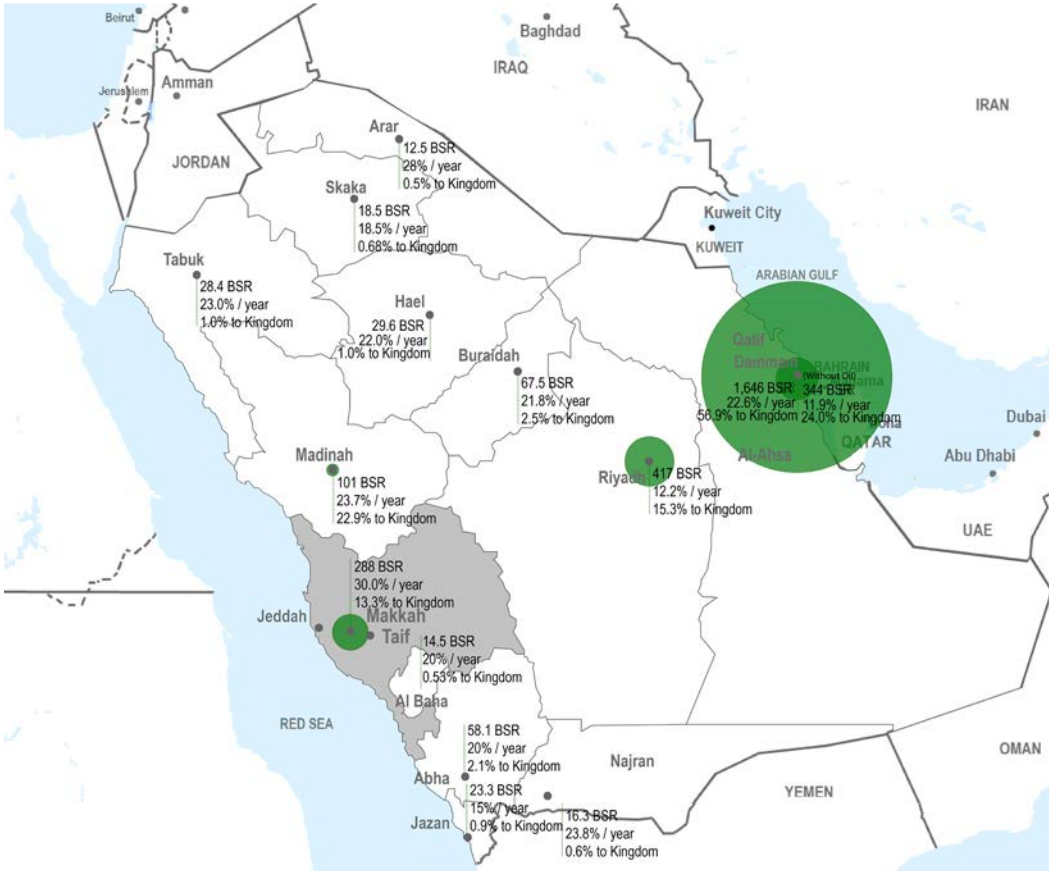 Beirut
Baghdad
IRAQ
Amman
Jerusalem
IRAN
JORDAN
Arar
12.5 BSR
28% / year
0.5% to Kingdom
Skaka
18.5 BSR
18.5% / year
0.68% to Kingdom
Kuweit City
KUWEIT
Tabuk
28.4 BSR
23.0% / year
1.0% to Kingdom
ARABIAN GULF
Hael
29.6 BSR
22.0% / year
1.0% to Kingdom
Buraidah
67.5 BSR
21.8% / year
2.5% to Kingdom
Qatif
Dammam
BAHRAIN
(Without Oil)
1,646 BSR
22.6% / year
56.9% to Kingdom
344 BSR
11.9% / year
24.0% to Kingdom
QATAR
Al-Ahsa
Dubai
Abu Dhabi
UAE
Madinah
101 BSR
23.7% / year
22.9% to Kingdom
Riyadh
417 BSR
12.2% / year
15.3% to Kingdom
288 BSR
30.0% / year
13.3% to Kingdom
Makkah
Jeddah
Taif
14.5 BSR
20% / year
0.53% to Kingdom
Al Baha
RED SEA
58.1 BSR
20% / year
2.1% to Kingdom
Abha
23.3 BSR
15% / year
0.9% to Kingdom
Jazan
Najran
16.3 BSR
23.8% / year
0.6% to Kingdom
YEMEN
OMAN